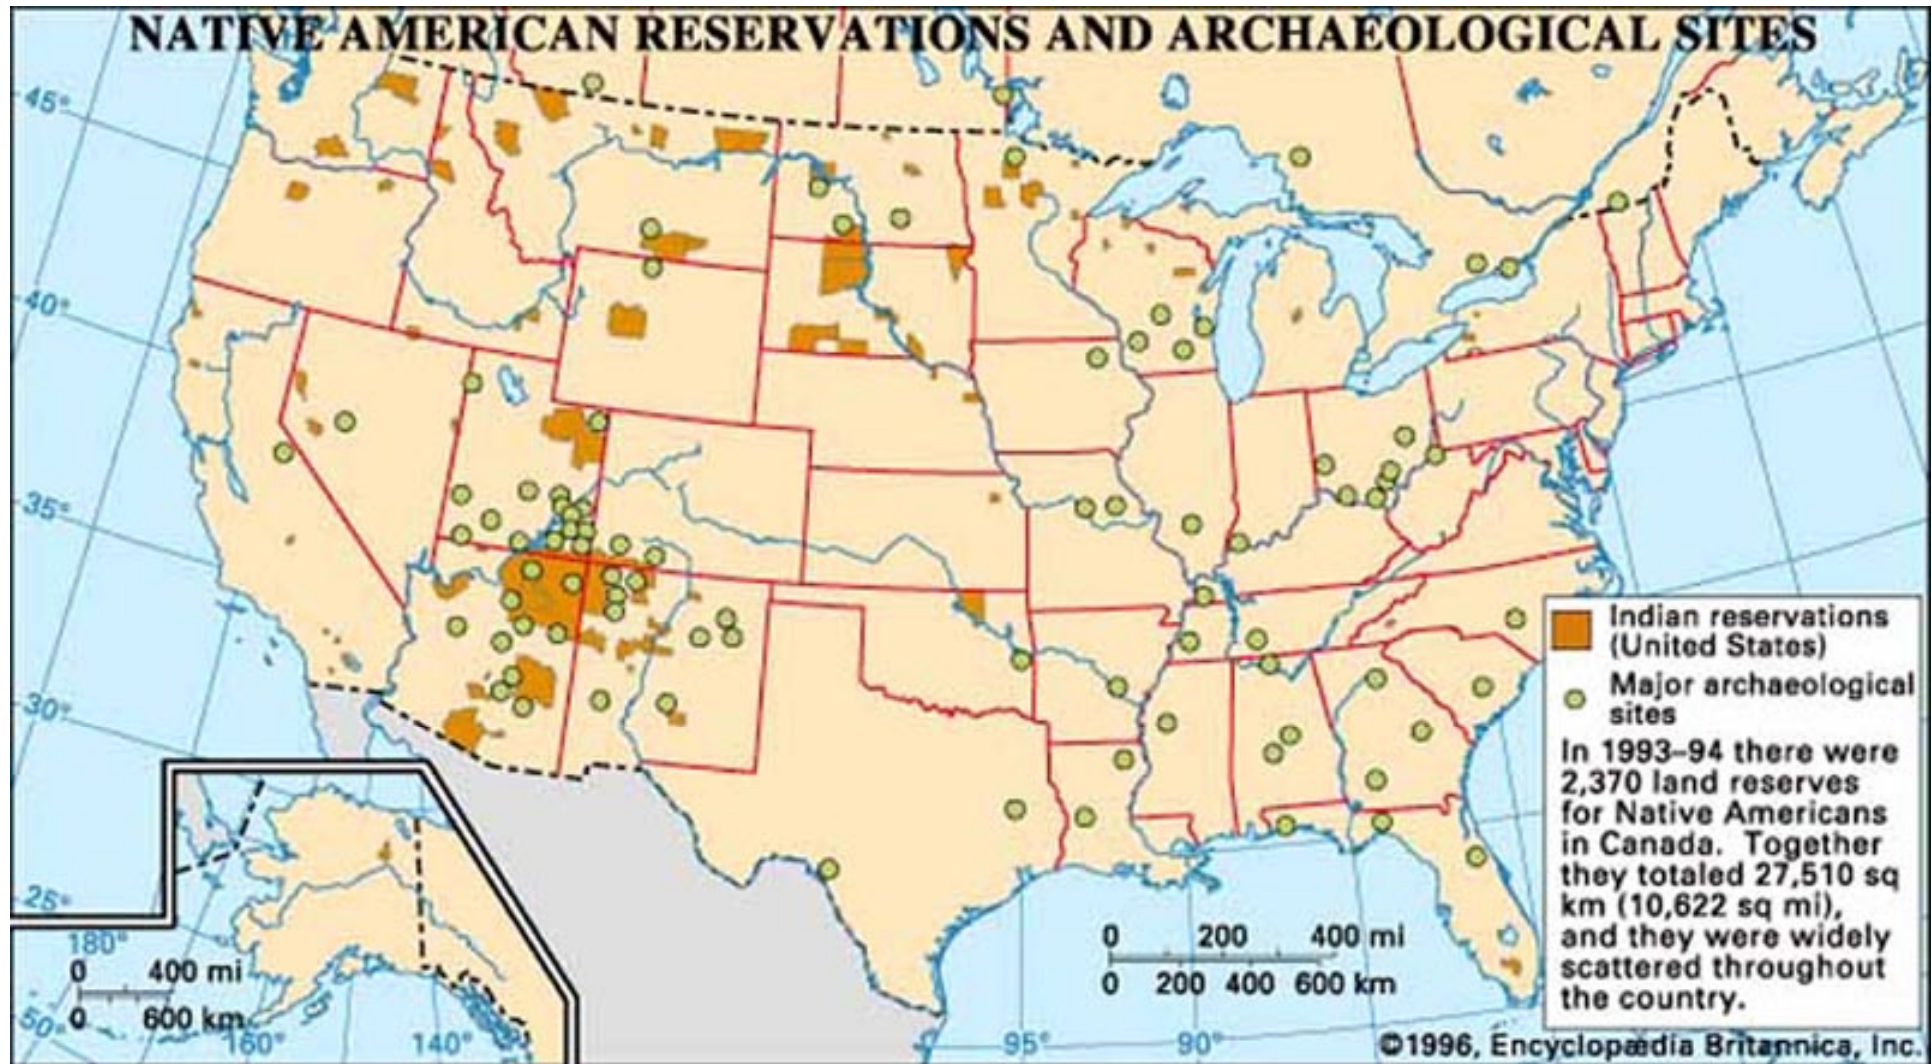 NATIVE AMERICAN RESERVATIONS AND ARCHAEOLOGICAL SITES
45°
40°
35°
30°
25°
180°
0 400 mi
0 600 km
50°
160°
140°
0 200 400 mi
0 200 400 600 km
95°
90°
Indian reservations
(United States)
Major archaeological
sites
In 1993–94 there were
2,370 land reserves
for Native Americans
in Canada. Together
they totaled 27,510 sq
km (10,622 sq mi),
and they were widely
scattered throughout
the country.
©1996, Encyclopædia Britannica, Inc.